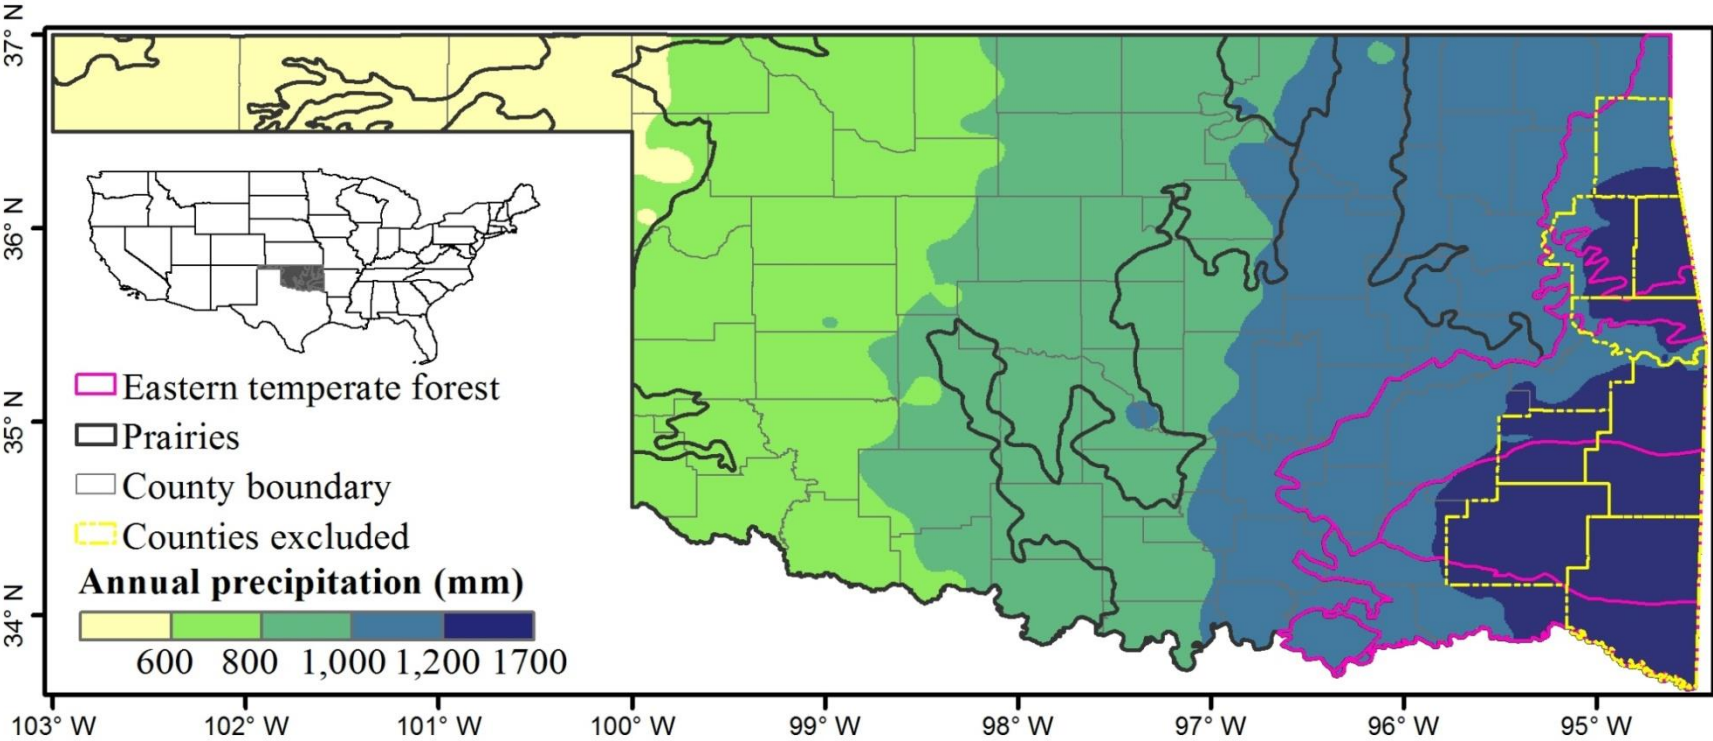 37° N
36° N
35° N
34° N
Eastern temperate forest
Prairies
County boundary
Counties excluded
Annual precipitation (mm)
600 800 1,000 1,200 1700
103° W 102° W 101° W 100° W 99° W 98° W 97° W 96° W 95° W